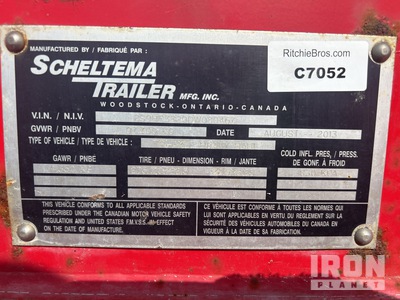 MANUFACTURED BY / FABRIQUÉ PAR :
SCHELTEMA
TRAILER MFG. INC.
WOODSTOCK-ONTARIO-CANADA
RitchieBros.com
C7052
V.I.N. / N.I.V.
GVWR / PNBV DATE AUGUST 2013
TYPE OF VEHICLE / TYPE DE VÉHICLE :
GAWR / PNBE TIRE / PNEU - DIMENSION - RIM / JANTE COLD INFL. PRESS. / PRESS. DE GONF. À FROID
THIS VEHICLE CONFORMS TO ALL APPLICABLE STANDARDS
PRESCRIBED UNDER THE CANADIAN MOTOR VEHICLE SAFETY
REGULATION AND UNITED STATES F.M.V.S.S. IN EFFECT
ON THE DATE OF MANUFACTURE
CE VÉHICULE EST CONFORME À TOUTES LES NORMES QUI
LUI SONT APPLICABLES EN VERTU DU RÈGLEMENT SUR LA
SÉCURITÉ DES VÉHICULES AUTOMOBILES DU CANADA EN
VIGUEUR À LA DATE DE SA FABRICATION.
IRON
PLANET